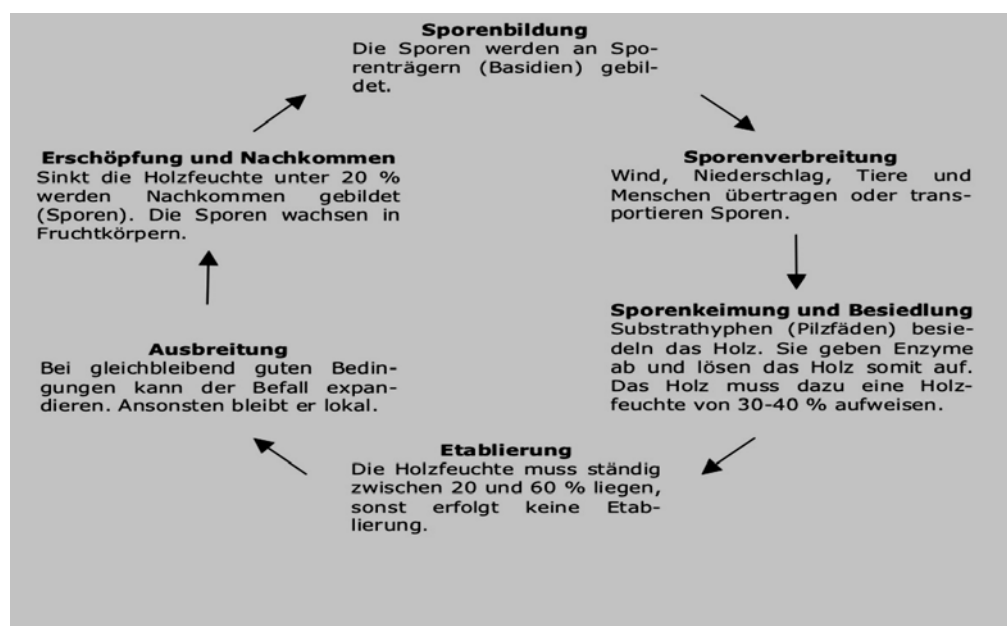 Sporenbildung
Die Sporen werden an Spo-
renträgern (Basidien) gebil-
det.
Sporenverbreitung
Wind, Niederschlag, Tiere und
Menschen übertragen oder trans-
portieren Sporen.
Sporenkeimung und Besiedlung
Substrathyphen (Pilzfäden) besie-
deln das Holz. Sie geben Enzyme
ab und lösen das Holz somit auf.
Das Holz muss dazu eine Holz-
feuchte von 30-40 % aufweisen.
Etablierung
Die Holzfeuchte muss ständig
zwischen 20 und 60 % liegen,
sonst erfolgt keine Etab-
lierung.
Ausbreitung
Bei gleichbleibend guten Bedin-
gungen kann der Befall expan-
dieren. Ansonsten bleibt er lokal.
Erschöpfung und Nachkommen
Sinkt die Holzfeuchte unter 20 %
werden Nachkommen gebildet
(Sporen). Die Sporen wachsen in
Fruchtkörpern.